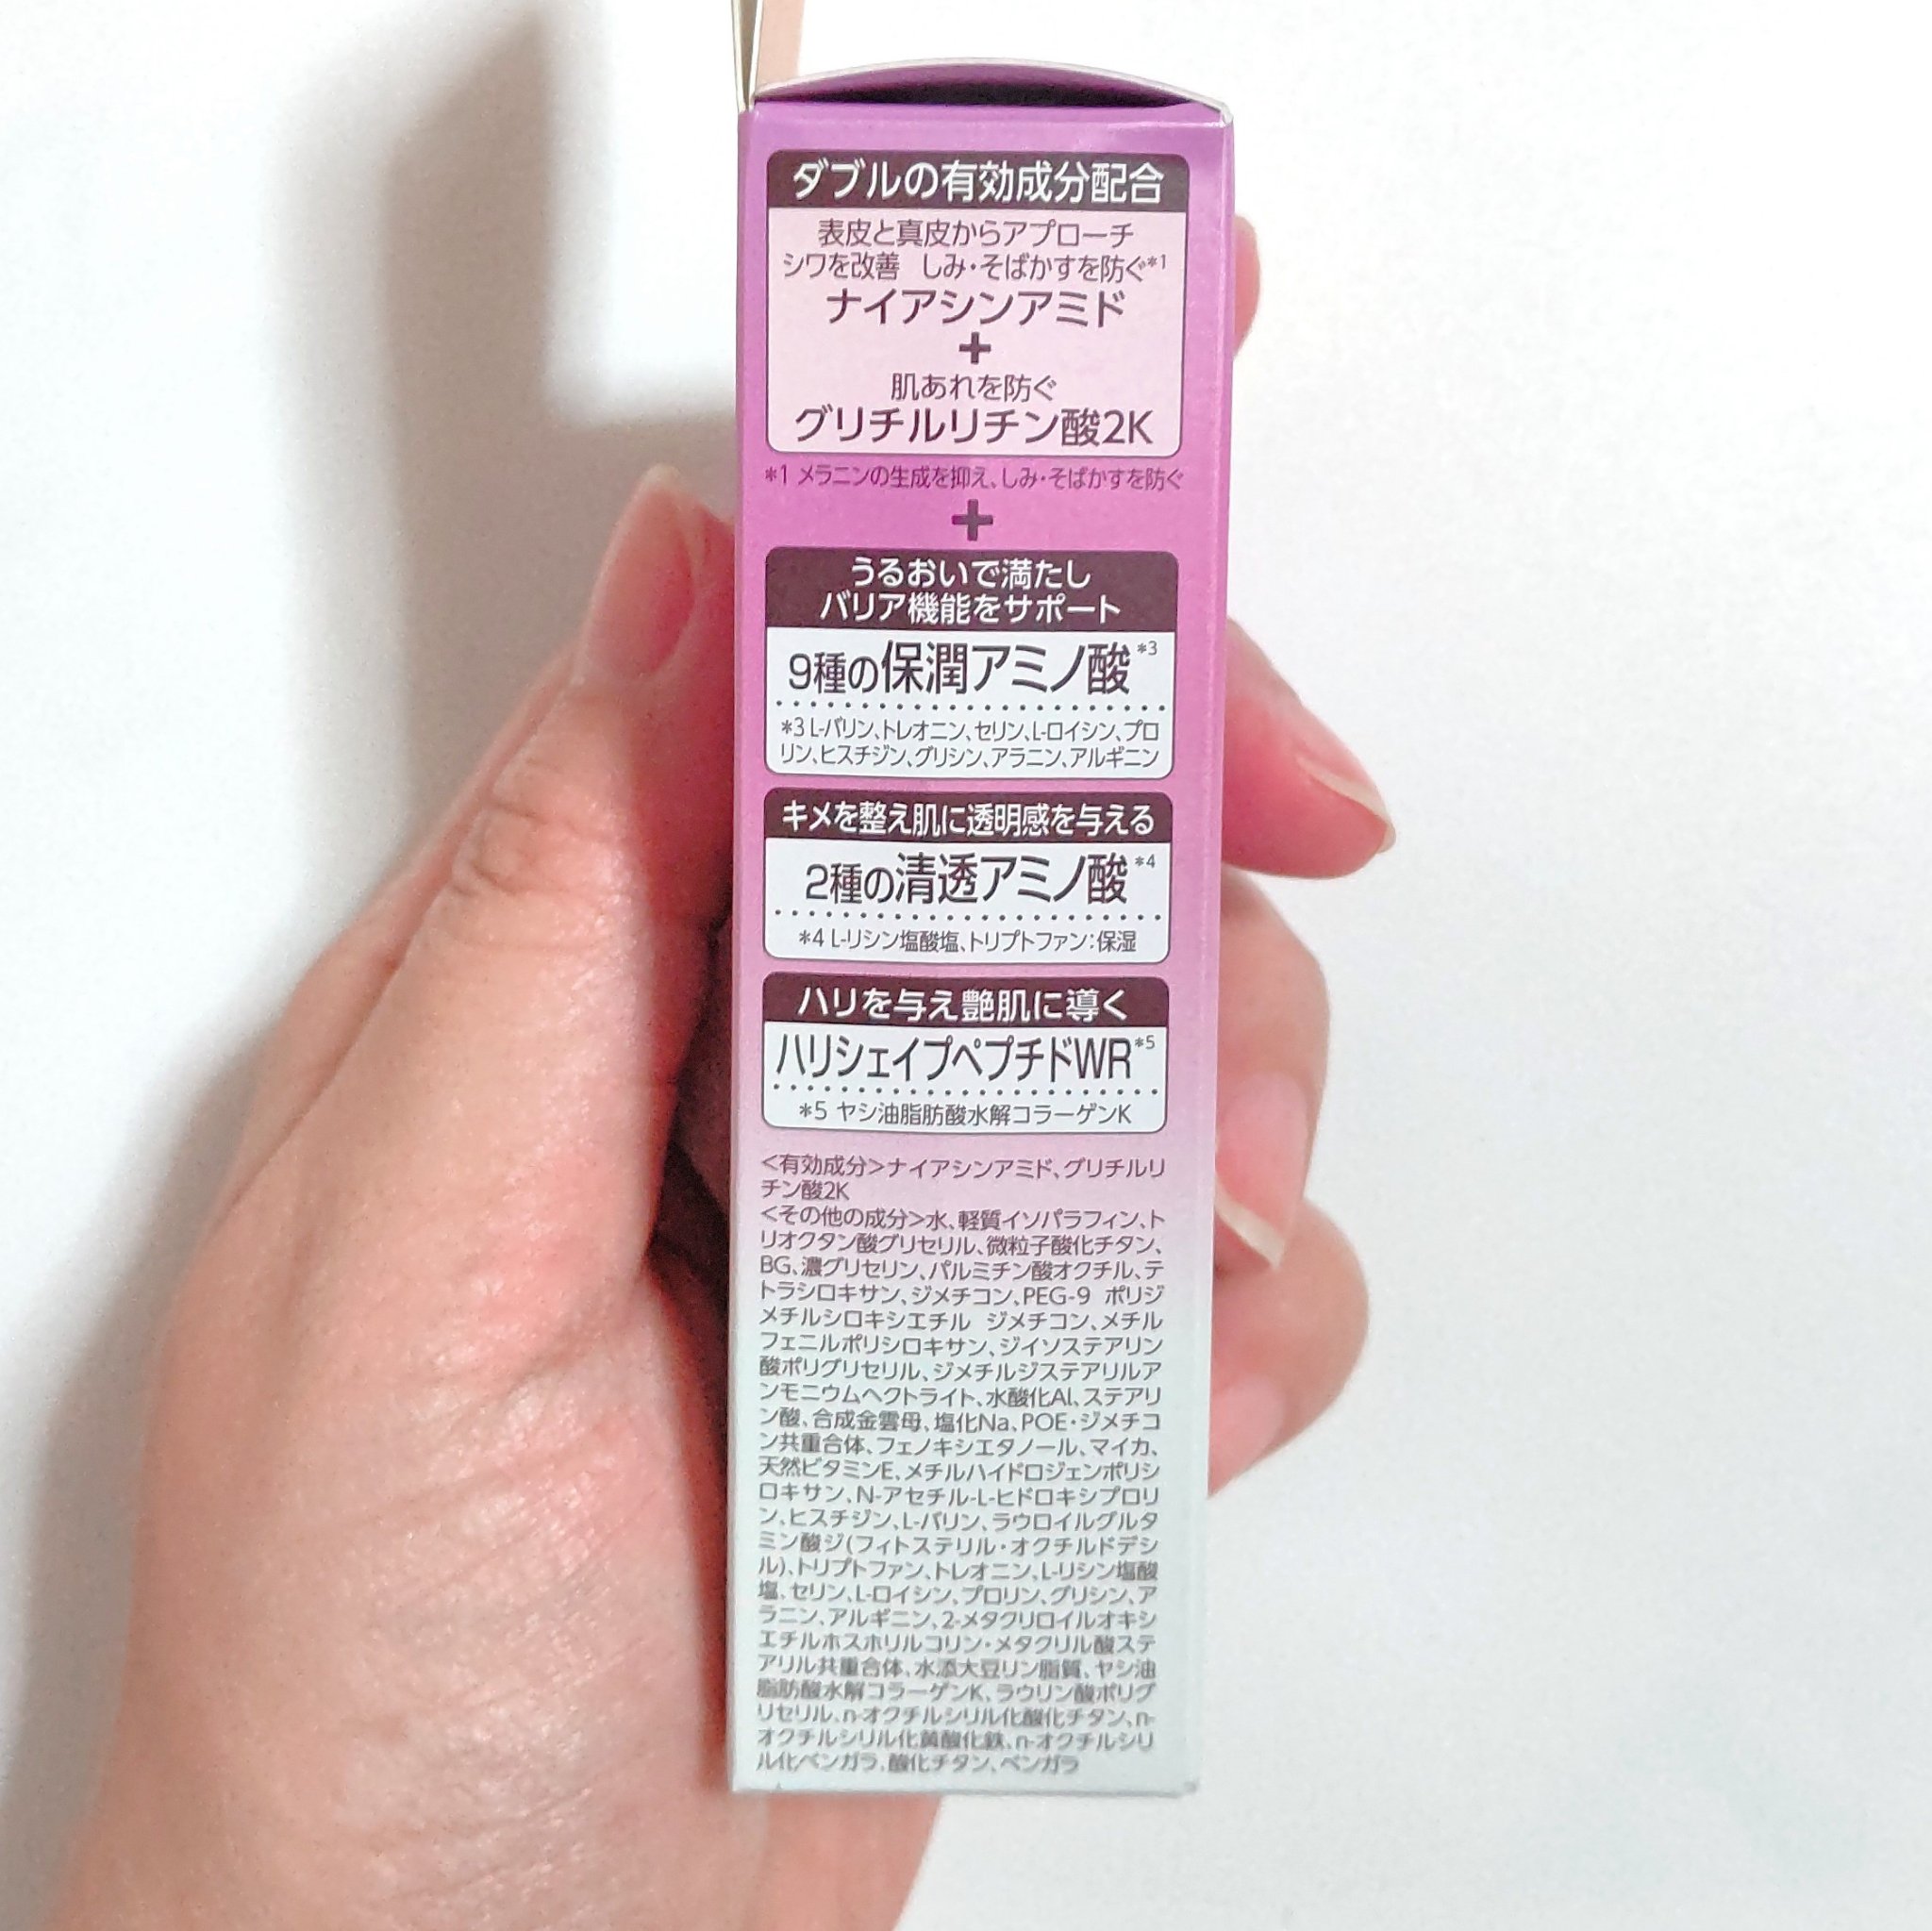 ダブルの有効成分配合
表皮と真皮からアプローチ
シワを改善 しみ・そばかすを防ぐ*1
ナイアシンアミド
+
肌あれを防ぐ
グリチルリチン酸2K
*1 メラニンの生成を抑え、しみ・そばかすを防ぐ
+
うるおいで満たし
バリア機能をサポート
9種の保潤アミノ酸*3
*3 L-バリン、トレオニン、セリン、L-ロイシン、プロ
リン、ヒスチジン、グリシン、アラニン、アルギニン
キメを整え肌に透明感を与える
2種の清透アミノ酸*4
*4 L-リシン塩酸塩、トリプトファン:保湿
ハリを与え艶肌に導く
ハリシェイプペプチドWR*5
*5 ヤシ油脂肪酸水解コラーゲンK
<有効成分>ナイアシンアミド、グリチルリ
チン酸2K
<その他の成分>水、軽質イソパラフィン、ト
リオクタン酸グリセリル、微粒子酸化チタン、
BG、濃グリセリン、パルミチン酸オクチル、テ
トラシロキサン、ジメチコン、PEG-9 ポリジ
メチルシロキシエチル ジメチコン、メチル
フェニルポリシロキサン、ジイソステアリン
酸ポリグリセリル、ジメチルジステアリルア
ンモニウムヘクトライト、水酸化Al、ステアリ
ン酸、合成金雲母、塩化Na、POE・ジメチコ
ン共重合体、フェノキシエタノール、マイカ、
天然ビタミンE、メチルハイドロジェンポリシ
ロキサン、N-アセチル-L-ヒドロキシプロリ
ン、ヒスチジン、L-バリン、ラウロイルグルタ
ミン酸ジ(フィトステリル・オクチルドデシ
ル)、トリプトファン、トレオニン、L-リシン塩酸
塩、セリン、L-ロイシン、プロリン、グリシン、ア
ラニン、アルギニン、2-メタクリロイルオキシ
エチルホスホリルコリン・メタクリル酸ステ
アリル共重合体、水添大豆リン脂質、ヤシ油
脂肪酸水解コラーゲンK、ラウリン酸ポリグ
リセリル、n-オクチルシリル化酸化チタン、n-
オクチルシリル化黄酸化鉄、n-オクチルシリ
ル化ベンガラ、酸化チタン、ベンガラ